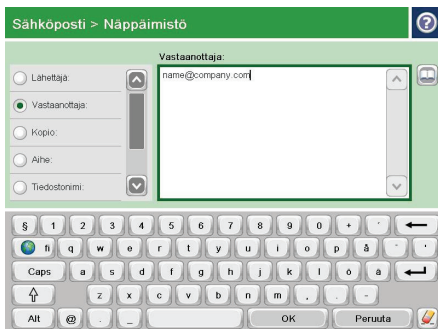 Sähköposti > Näppäimistö
?
Vastaanottaja:
Lähettäjä:
Vastaanottaja:
Kopio:
Aihe:
Tiedostonimi:
name@company.com
§ 1 2 3 4 5 6 7 8 9 0 + ´
fi q w e r t y u i o p å ¨ '
Caps a s d f g h j k l ö ä
z x c v b n m , . -
Alt @ . _ OK Peruuta